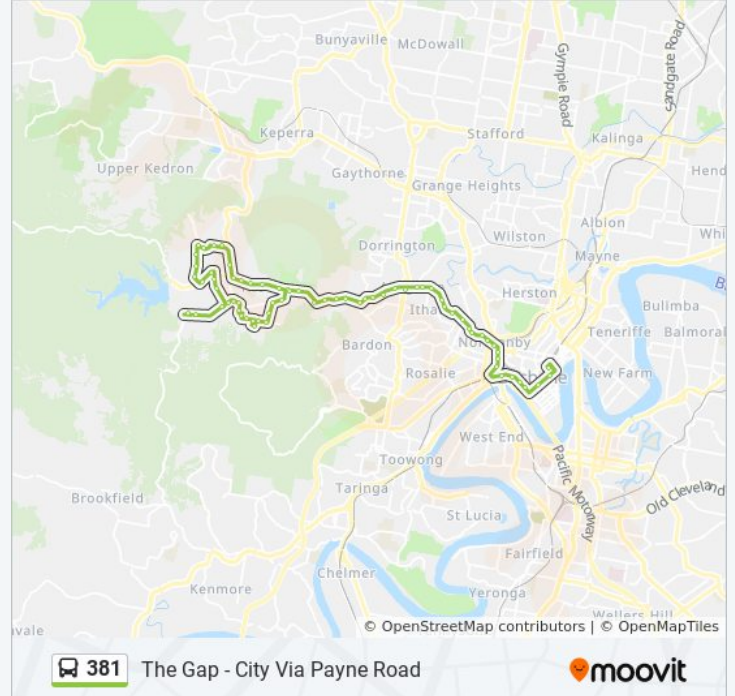 Bunyaville
McDowall
Gympie Road
Sandgate Road
Keperra
Stafford
Kalinga
Upper Kedron
Gaythorne
Grange Heights
Hend
Albion
Dorrington
Wilston
Whi
Mayne
Herston
Bulimba
Itha
Teneriffe
Balmoral
Bardon
Rosalie
New Farm
West End
Pacific Motorway
Toowong
Taringa
Old Cleveland
Brookfield
St Lucia
Fairfield
Chelmer
Kenmore
Yeronga
Wellers Hill
vale
© OpenStreetMap contributors | © OpenMapTiles
381 The Gap - City Via Payne Road
moovit